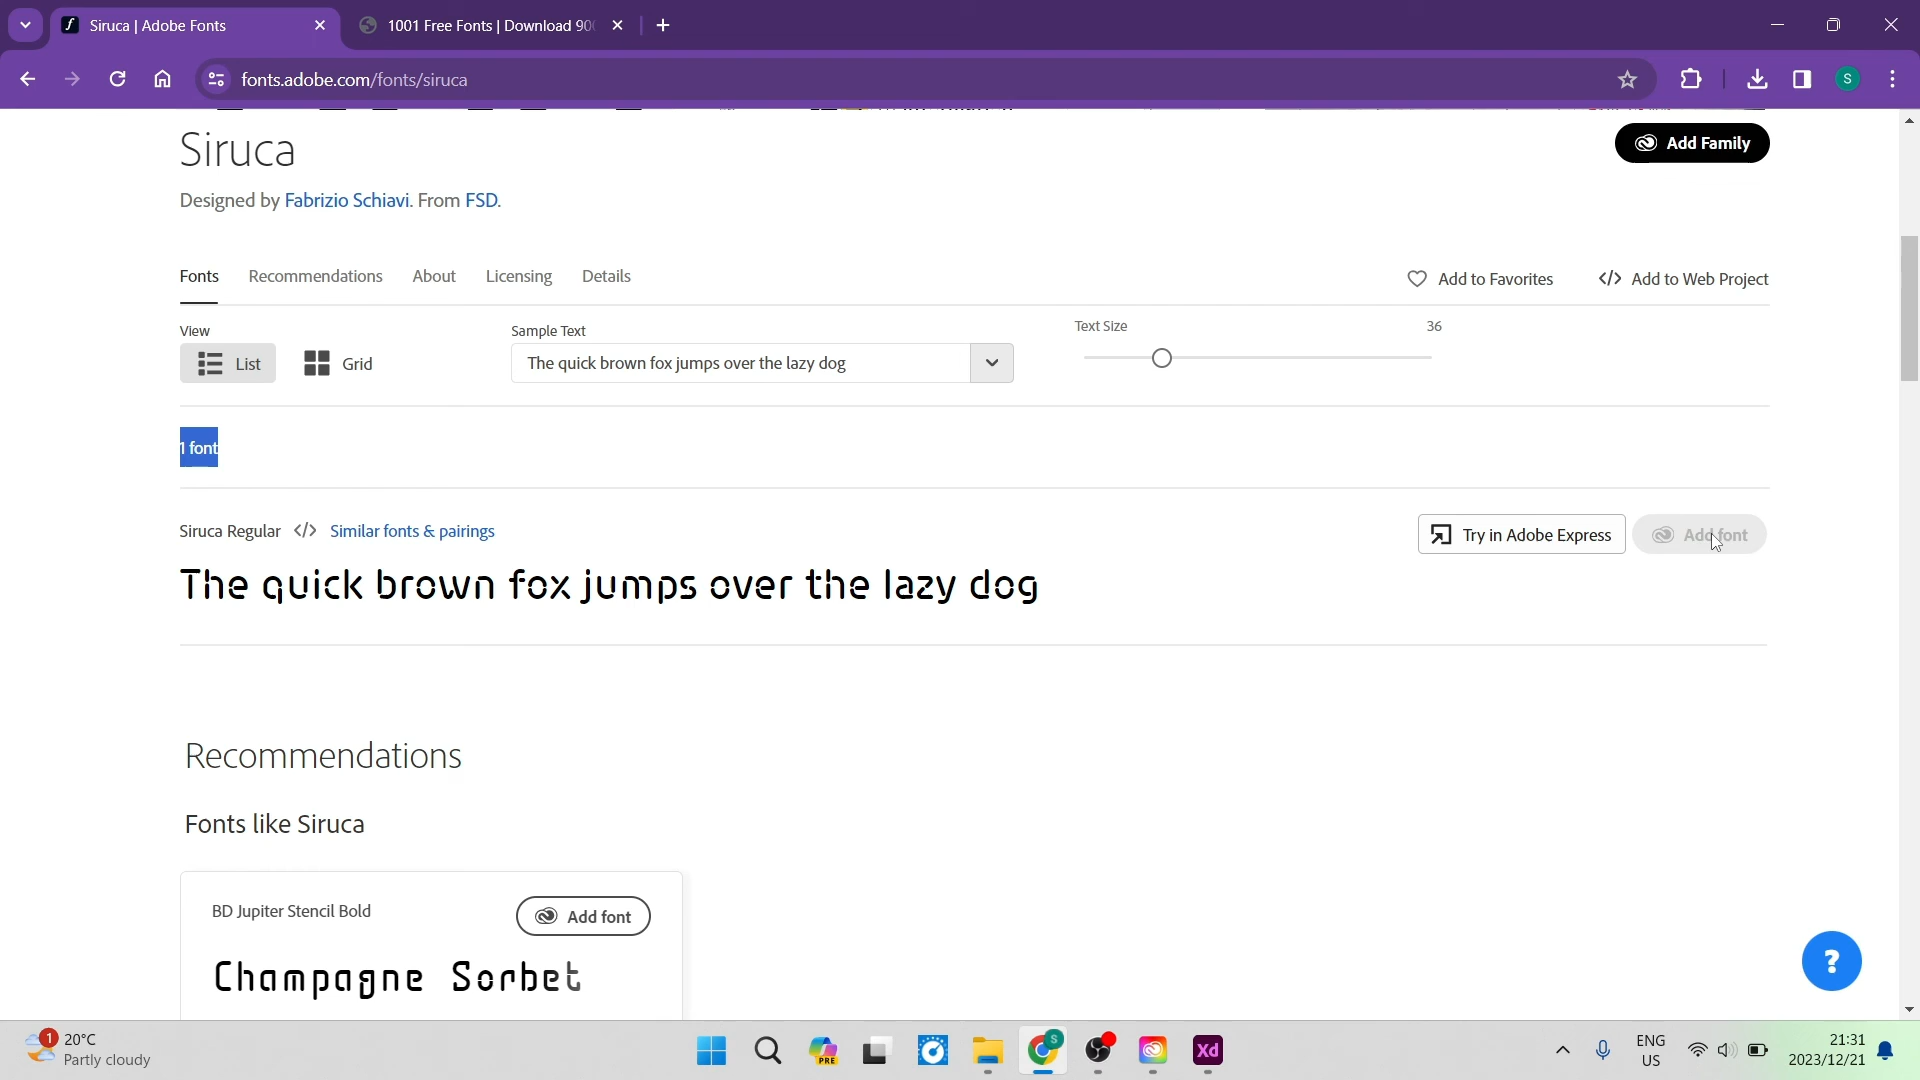 Siruca | Adobe Fonts
1001 Free Fonts | Download 90
fonts.adobe.com/fonts/siruca
S
Siruca
Add Family
Designed by Fabrizio Schiavi. From FSD.
Fonts Recommendations About Licensing Details
Add to Favorites </> Add to Web Project
View
Sample Text
Text Size 36
List Grid
The quick brown fox jumps over the lazy dog
1 font
Siruca Regular </> Similar fonts & pairings
Try in Adobe Express Add font
The quick brown fox jumps over the lazy dog
Recommendations
Fonts like Siruca
BD Jupiter Stencil Bold
Add font
Champagne Sorbet
?
1
20°C
Partly cloudy
PRE
S
Xd
ENG
US
21:31
2023/12/21